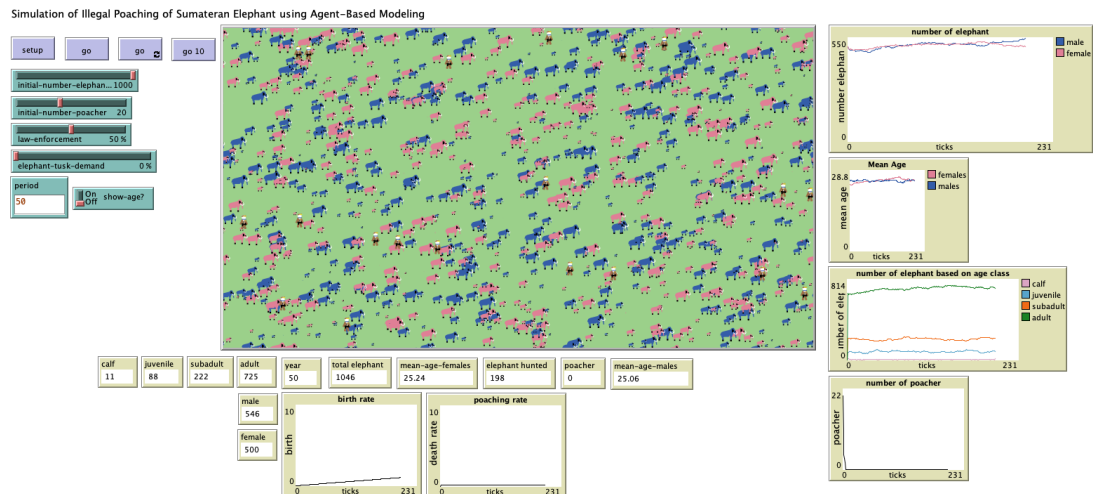 Simulation of Illegal Poaching of Sumateran Elephant using Agent-Based Modeling
setup
go
go
go 10
initial-number-elephan... 1000
initial-number-poacher 20
law-enforcement 50 %
elephant-tusk-demand 0 %
period
50
On
Off
show-age?
number of elephant
number elephan
550
0
ticks
231
male
female
Mean Age
mean age
28.8
0
ticks
231
females
males
number of elephant based on age class
814
umber of elep
0
ticks
231
calf
juvenile
subadult
adult
calf
11
juvenile
88
subadult
222
adult
725
year
50
total elephant
1046
mean-age-females
25.24
elephant hunted
198
poacher
0
mean-age-males
25.06
male
546
female
500
birth rate
birth
10
0
ticks
231
poaching rate
death rate
10
0
ticks
231
number of poacher
poacher
22
0
ticks
231